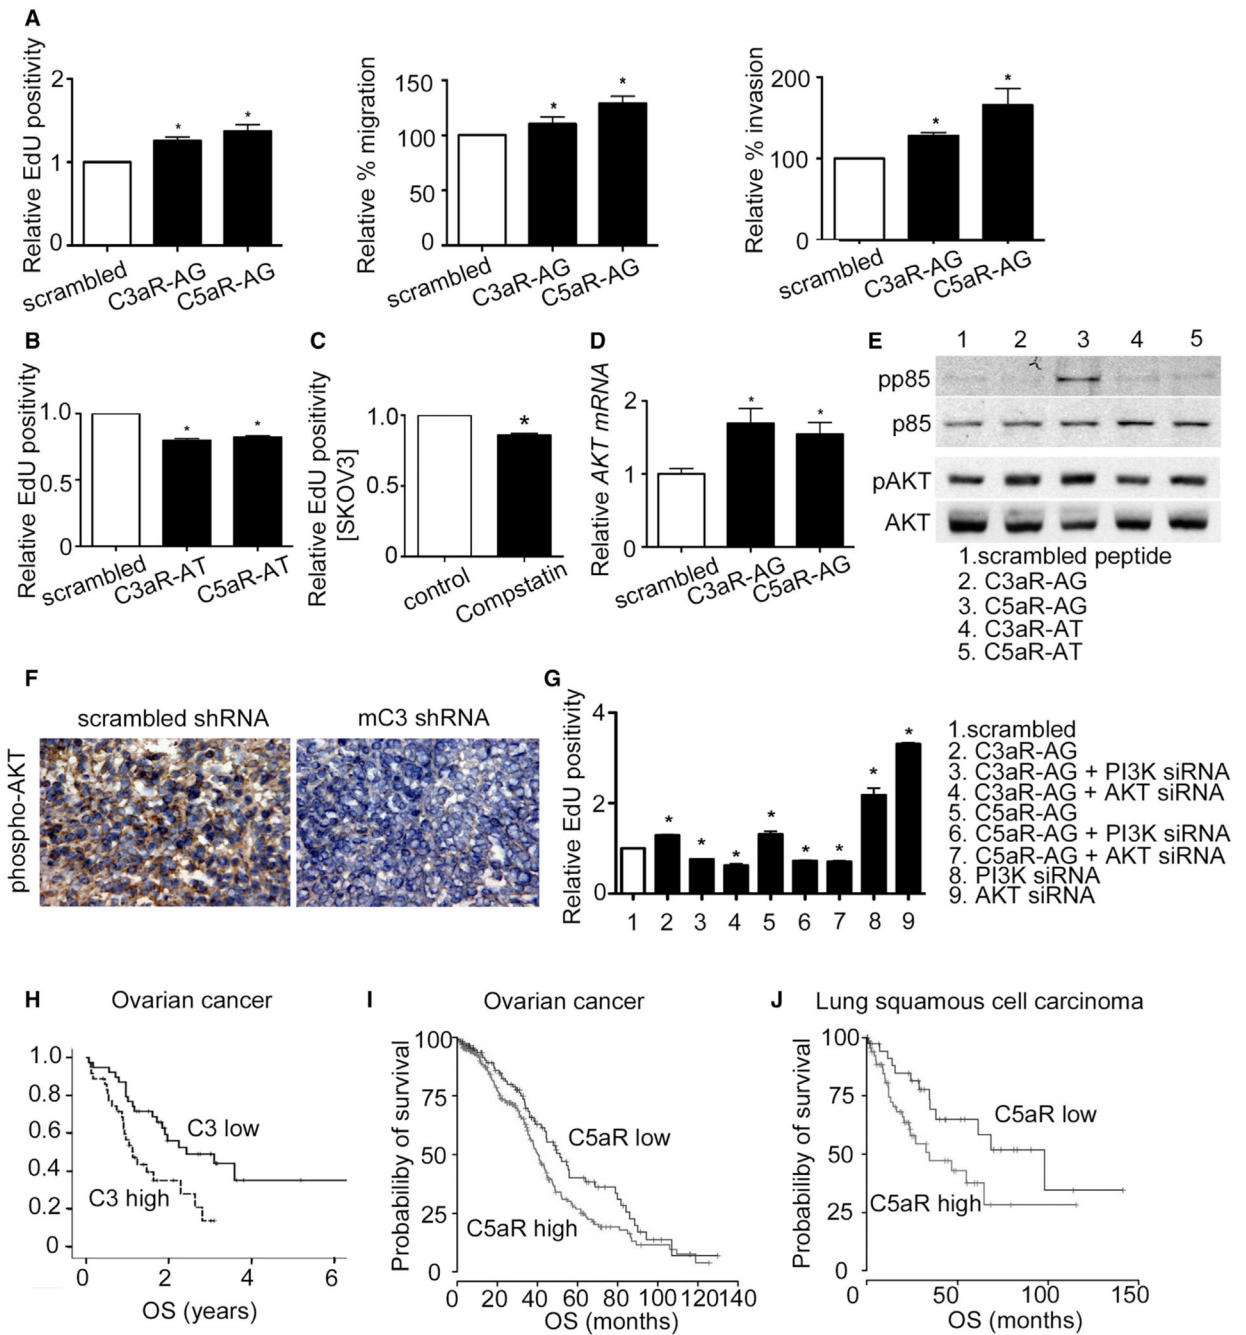 A
Relative EdU positivity
2
1
0
scrambled
C3aR-AG
C5aR-AG
*
*
Relative % migration
150
100
50
0
scrambled
C3aR-AG
C5aR-AG
*
*
Relative % invasion
200
100
0
scrambled
C3aR-AG
C5aR-AG
*
*
B
Relative EdU positivity
1.0
0.5
0
scrambled
C3aR-AT
C5aR-AT
*
*
C
Relative EdU positivity
[SKOV3]
1.0
0.5
0
control
Compstatin
*
D
Relative AKT mRNA
2
1
0
scrambled
C3aR-AG
C5aR-AG
*
*
E
1 2 3 4 5
pp85
p85
pAKT
AKT
1.scrambled peptide
2. C3aR-AG
3. C5aR-AG
4. C3aR-AT
5. C5aR-AT
F
scrambled shRNA
mC3 shRNA
phospho-AKT
G
Relative EdU positivity
4
2
0
* * * * * * * *
1 2 3 4 5 6 7 8 9
1.scrambled
2. C3aR-AG
3. C3aR-AG + PI3K siRNA
4. C3aR-AG + AKT siRNA
5. C5aR-AG
6. C5aR-AG + PI3K siRNA
7. C5aR-AG + AKT siRNA
8. PI3K siRNA
9. AKT siRNA
H
Ovarian cancer
1.0
0.8
0.6
0.4
0.2
0
C3 low
C3 high
0 2 4 6
OS (years)
I
Ovarian cancer
Probability of survival
100
75
50
25
0
C5aR low
C5aR high
0 20 40 60 80 100 120 140
OS (months)
J
Lung squamous cell carcinoma
Probabiliby of survival
100
75
50
25
0
C5aR low
C5aR high
0 50 100 150
OS (months)